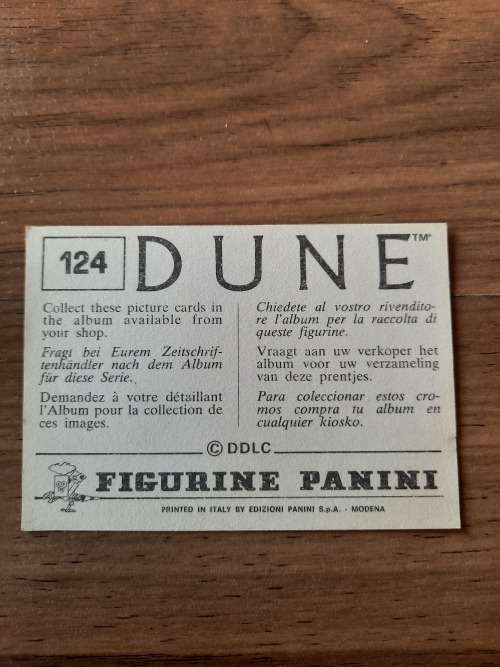 124
DUNE™
Collect these picture cards in
the album available from
your shop.
Fragt bei Eurem Zeitschrif-
tenhändler nach dem Album
für diese Serie.
Demandez à votre détaillant
l'Album pour la collection de
ces images.
Chiedete al vostro rivendito-
re l'album per la raccolta di
queste figurine.
Vraagt aan uw verkoper het
album voor uw verzameling
van deze prentjes.
Para coleccionar estos cro-
mos compra tu album en
cualquier kiosko.
© DDLC
FIGURINE PANINI
PRINTED IN ITALY BY EDIZIONI PANINI S.p.A. - MODENA